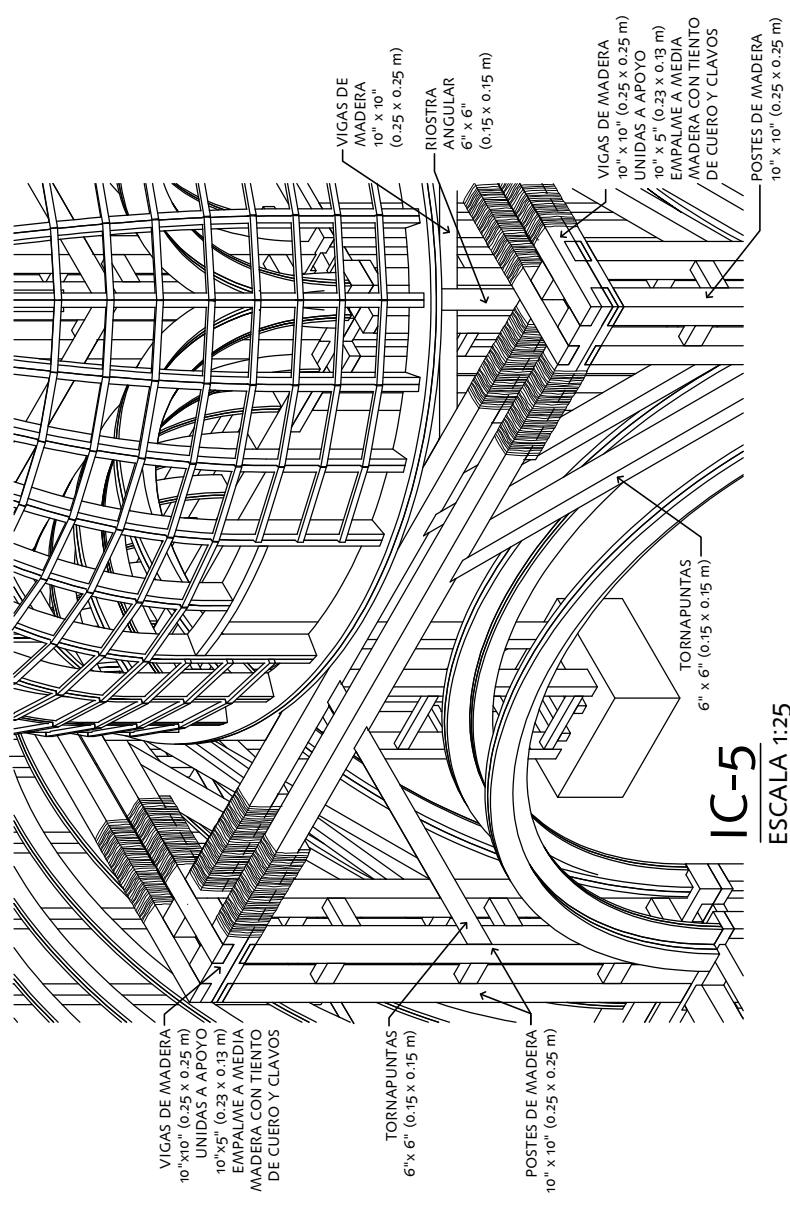 VIGAS DE
MADERA
10" x 10"
(0.25 x 0.25 m)
RIOSTRA
ANGULAR
6" x 6"
(0.15 x 0.15 m)
VIGAS DE MADERA
10" x 10" (0.25 x 0.25 m)
UNIDAS A APOYO
10" x 5" (0.23 x 0.13 m)
EMPALME A MEDIA
MADERA CON TIENTO
DE CUERO Y CLAVOS
POSTES DE MADERA
10" x 10" (0.25 x 0.25 m)
VIGAS DE MADERA
10"x10" (0.25 x 0.25 m)
UNIDAS A APOYO
10"x5" (0.23 x 0.13 m)
EMPALME A MEDIA
MADERA CON TIENTO
DE CUERO Y CLAVOS
TORNAPUNTAS
6"x 6" (0.15 x 0.15 m)
POSTES DE MADERA
10" x 10" (0.25 x 0.25 m)
TORNAPUNTAS
6" x 6" (0.15 x 0.15 m)
IC-5
ESCALA 1:25